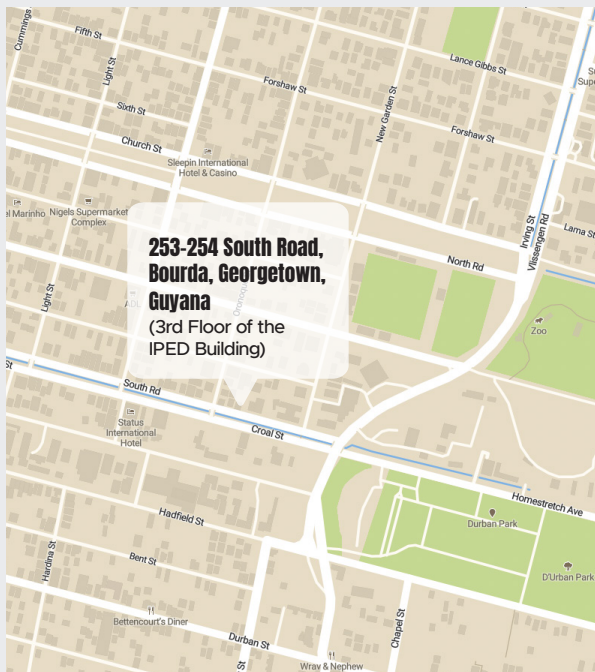 Cummings
Fifth St
Light St
Lance Gibbs St
Forshaw St
Sixth St
New Garden St
Church St
Forshaw St
Sleepin International
Hotel & Casino
el Marinho
Nigels Supermarket
Complex
Irving St
Vlissengen Rd
Lama St
253-254 South Road,
Bourda, Georgetown,
Guyana
(3rd Floor of the
IPED Building)
North Rd
Light St
Zoo
St
South Rd
Status
International
Hotel
Croal St
Homestretch Ave
Durban Park
Hadfield St
Hardina St
Bent St
D'Urban Park
Bettencourt's Diner
Durban St
St
Chapel St
Wray & Nephew